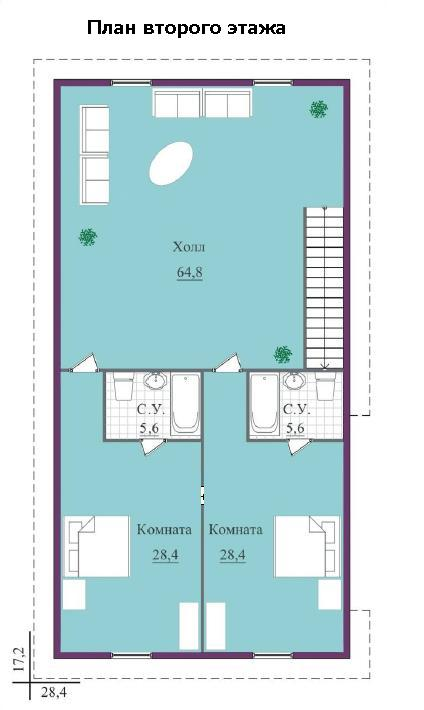 План второго этажа
Холл
64,8
С.У.
5,6
С.У.
5,6
Комната
28,4
Комната
28,4
17,2
28,4